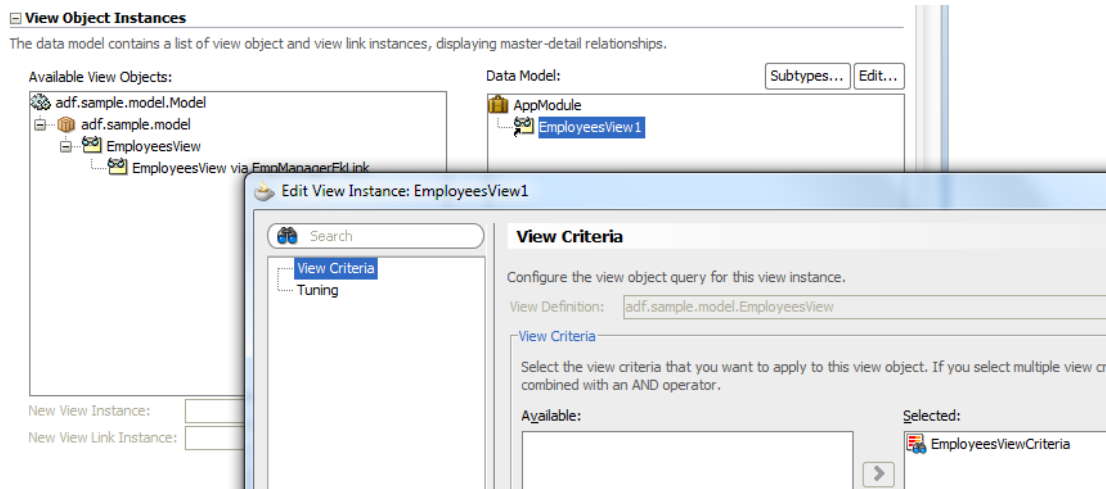 View Object Instances
The data model contains a list of view object and view link instances, displaying master-detail relationships.
Available View Objects:
Data Model:
Subtypes...
Edit...
adf.sample.model.Model
adf.sample.model
EmployeesView
EmployeesView via EmpManagerFkLink
AppModule
EmployeesView1
New View Instance:
New View Link Instance:
Edit View Instance: EmployeesView1
Search
View Criteria
Tuning
View Criteria
Configure the view object query for this view instance.
View Definition: adf.sample.model.EmployeesView
View Criteria
Select the view criteria that you want to apply to this view object. If you select multiple view
combined with an AND operator.
Available:
Selected:
EmployeesViewCriteria